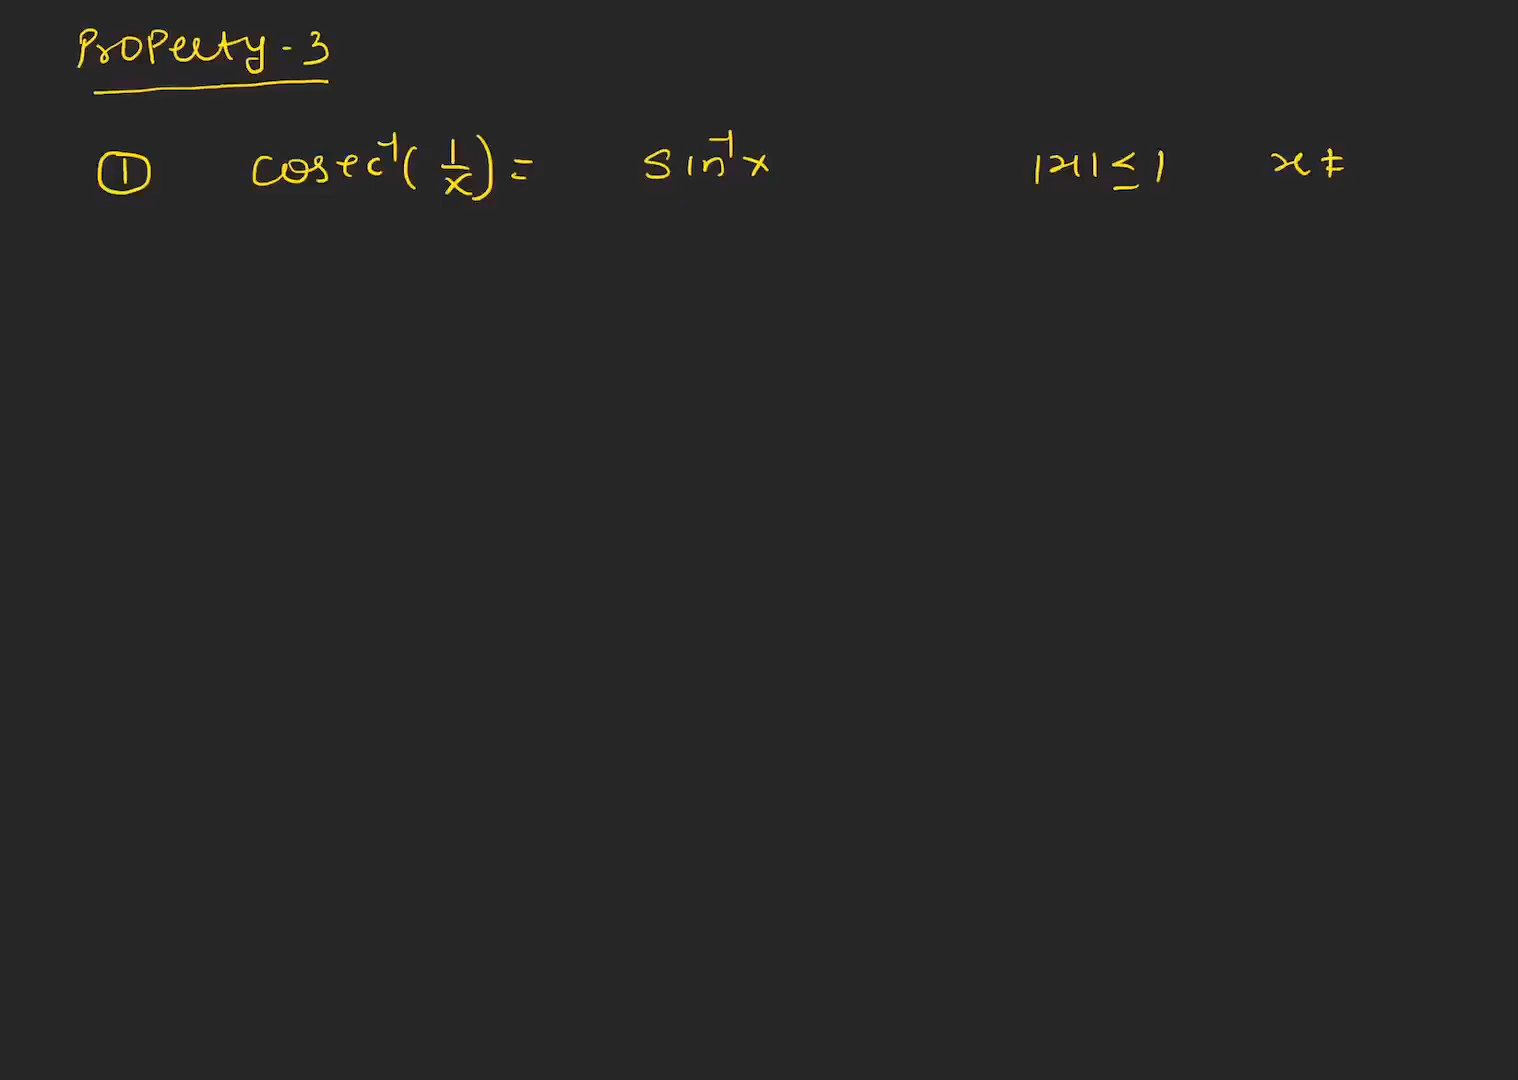 Property - 3
① cosec⁻¹(1/x) = sin⁻¹x |x| ≤ 1 x ≠